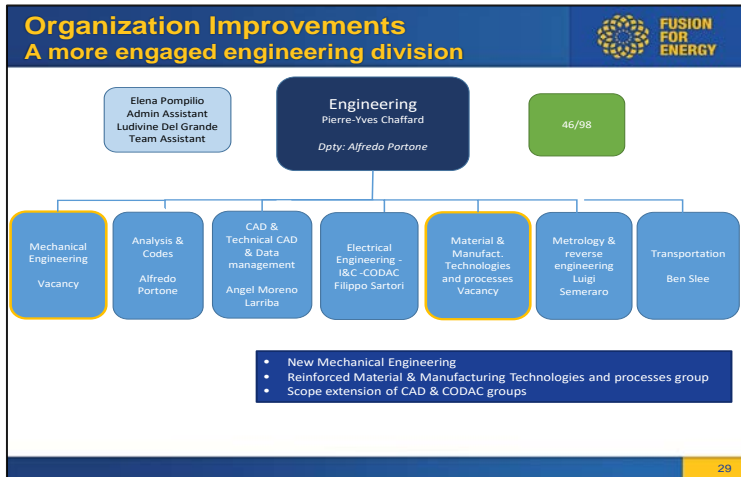 Organization Improvements
A more engaged engineering division
FUSION
FOR
ENERGY
Elena Pompilio
Admin Assistant
Ludivine Del Grande
Team Assistant
Engineering
Pierre-Yves Chaffard
Dpty: Alfredo Portone
46/98
Mechanical
Engineering
Vacancy
Analysis &
Codes
Alfredo
Portone
CAD &
Technical CAD
& Data
management
Angel Moreno
Larriba
Electrical
Engineering -
I&C -CODAC
Filippo Sartori
Material &
Manufact.
Technologies
and processes
Vacancy
Metrology &
reverse
engineering
Luigi
Semeraro
Transportation
Ben Slee
• New Mechanical Engineering
• Reinforced Material & Manufacturing Technologies and processes group
• Scope extension of CAD & CODAC groups
29